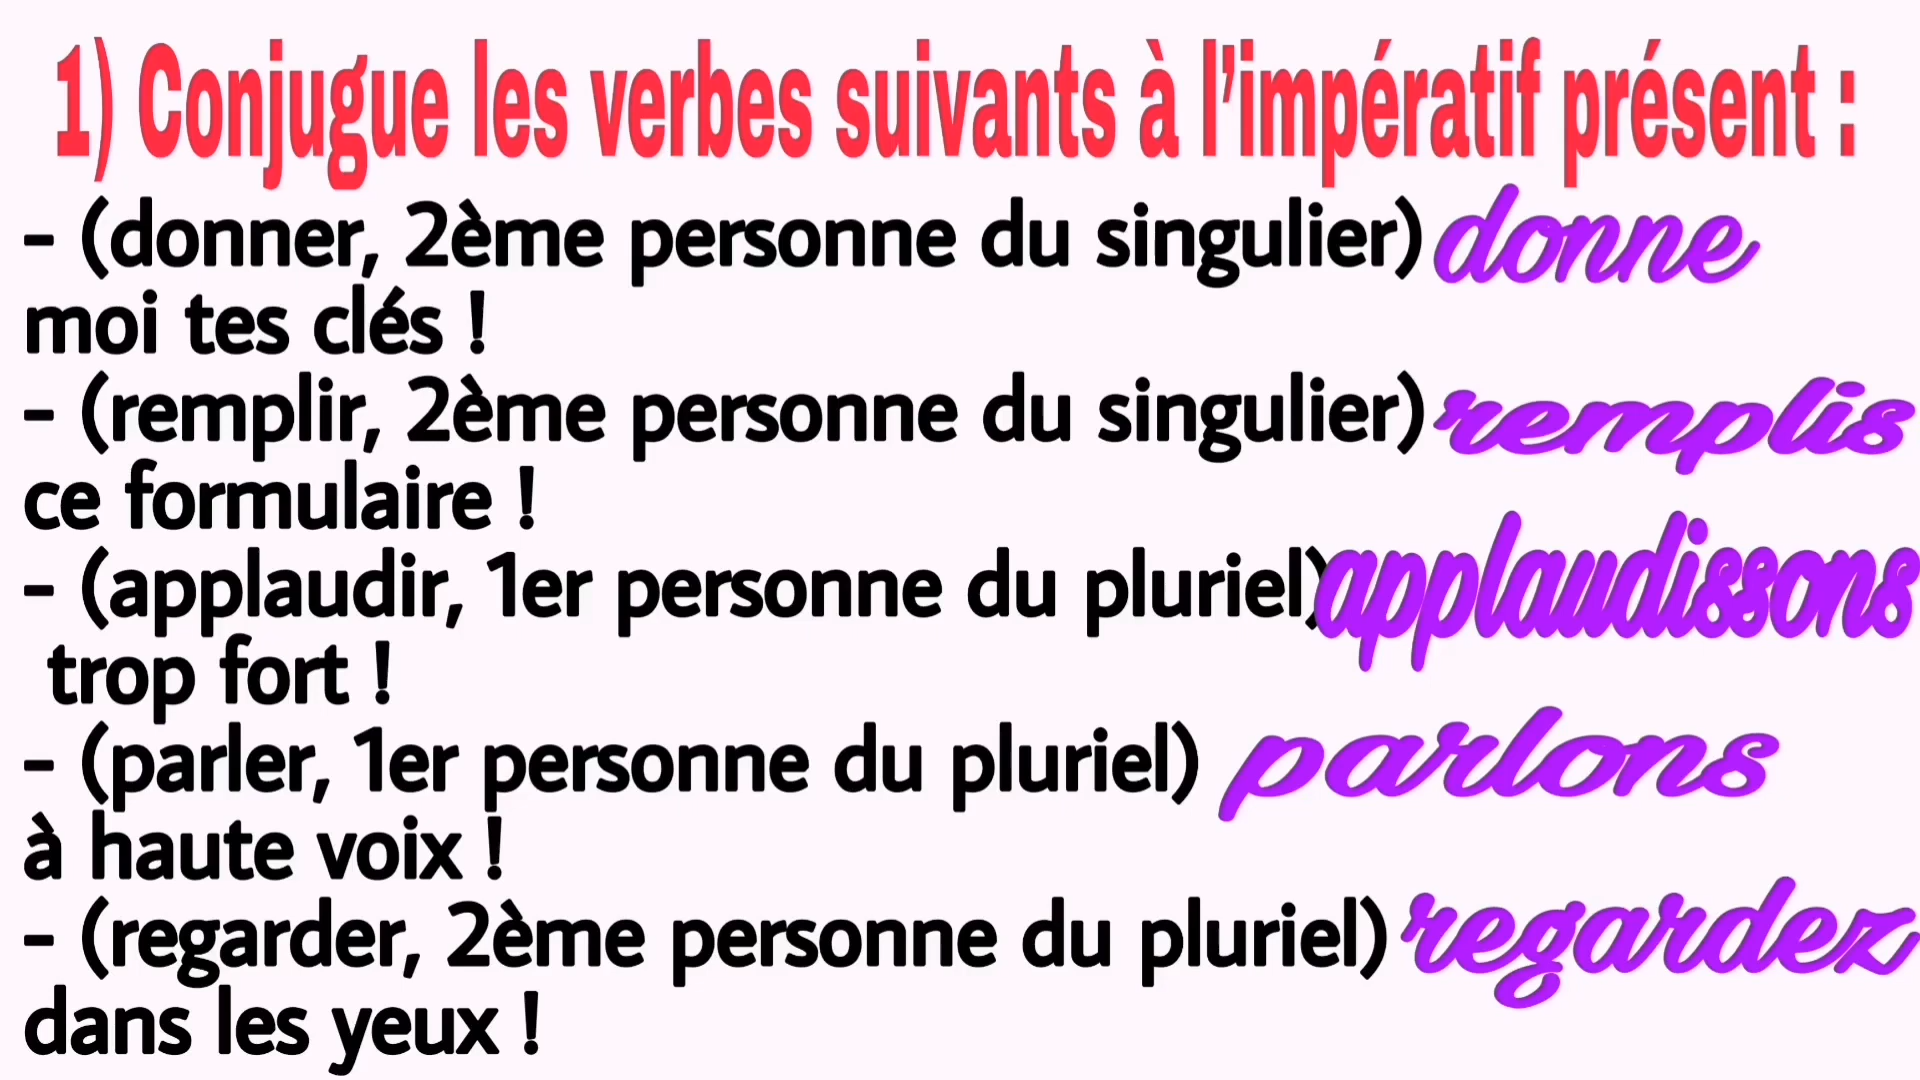 1) Conjugue les verbes suivants à l’impératif présent :
- (donner, 2ème personne du singulier) donne
moi tes clés !
- (remplir, 2ème personne du singulier) remplis
ce formulaire !
- (applaudir, 1er personne du pluriel) applaudissons
trop fort !
- (parler, 1er personne du pluriel) parlons
à haute voix !
- (regarder, 2ème personne du pluriel) regardez
dans les yeux !